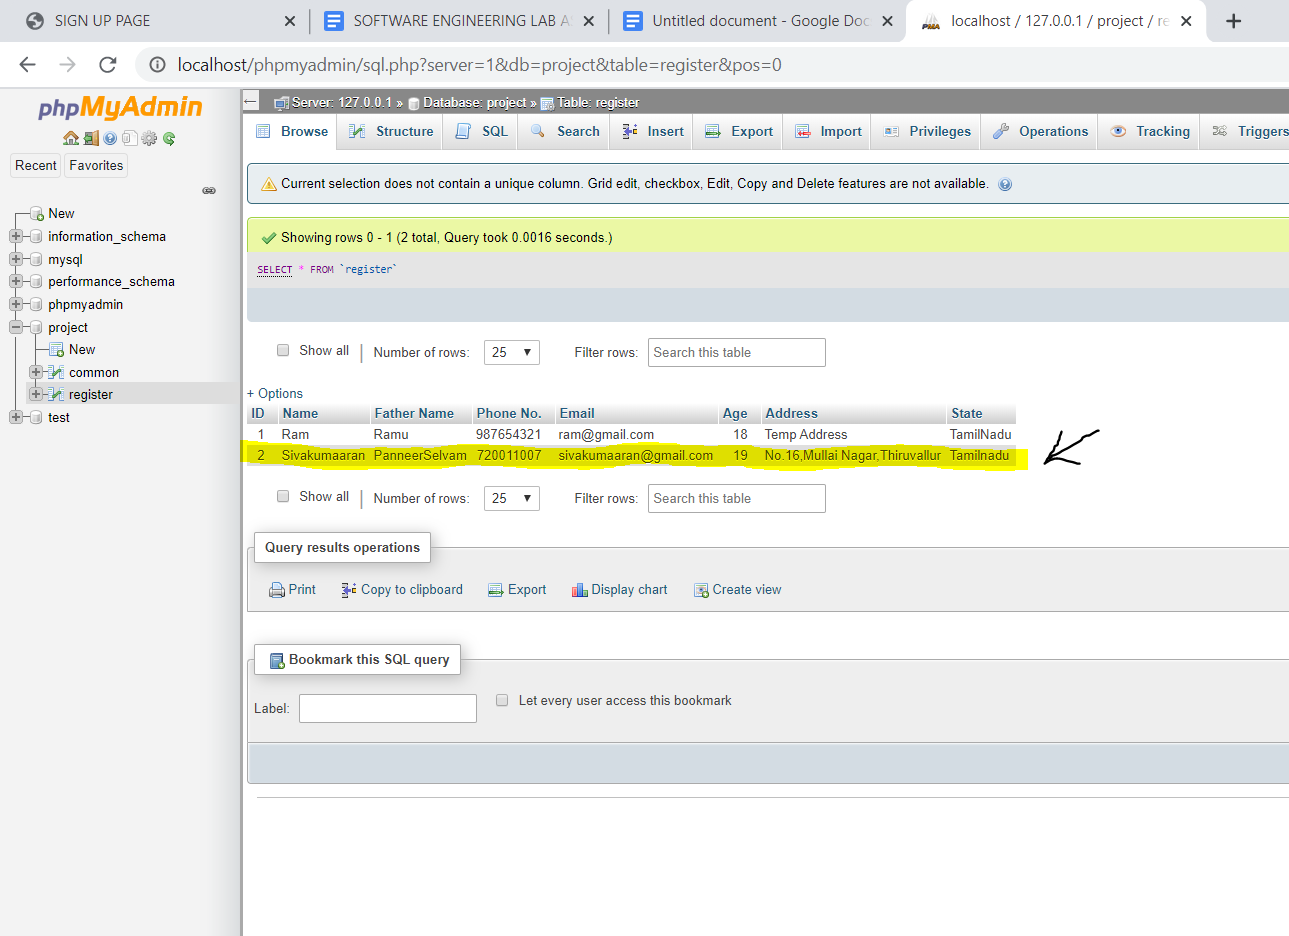 SIGN UP PAGE
SOFTWARE ENGINEERING LAB A
Untitled document - Google Doc
localhost / 127.0.0.1 / project / re
localhost/phpmyadmin/sql.php?server=1&db=project&table=register&pos=0
phpMyAdmin
Recent Favorites
New
information_schema
mysql
performance_schema
phpmyadmin
project
New
common
register
test
Server: 127.0.0.1 » Database: project » Table: register
Browse Structure SQL Search Insert Export Import Privileges Operations Tracking Triggers
Current selection does not contain a unique column. Grid edit, checkbox, Edit, Copy and Delete features are not available.
Showing rows 0 - 1 (2 total, Query took 0.0016 seconds.)
SELECT * FROM `register`
Show all | Number of rows: 25 Filter rows: Search this table
+ Options
ID Name Father Name Phone No. Email Age Address State
1 Ram Ramu 987654321 ram@gmail.com 18 Temp Address TamilNadu
2 Sivakumaaran PanneerSelvam 720011007 sivakumaaran@gmail.com 19 No.16,Mullai Nagar,Thiruvallur Tamilnadu
Show all | Number of rows: 25 Filter rows: Search this table
Query results operations
Print Copy to clipboard Export Display chart Create view
Bookmark this SQL query
Label: Let every user access this bookmark